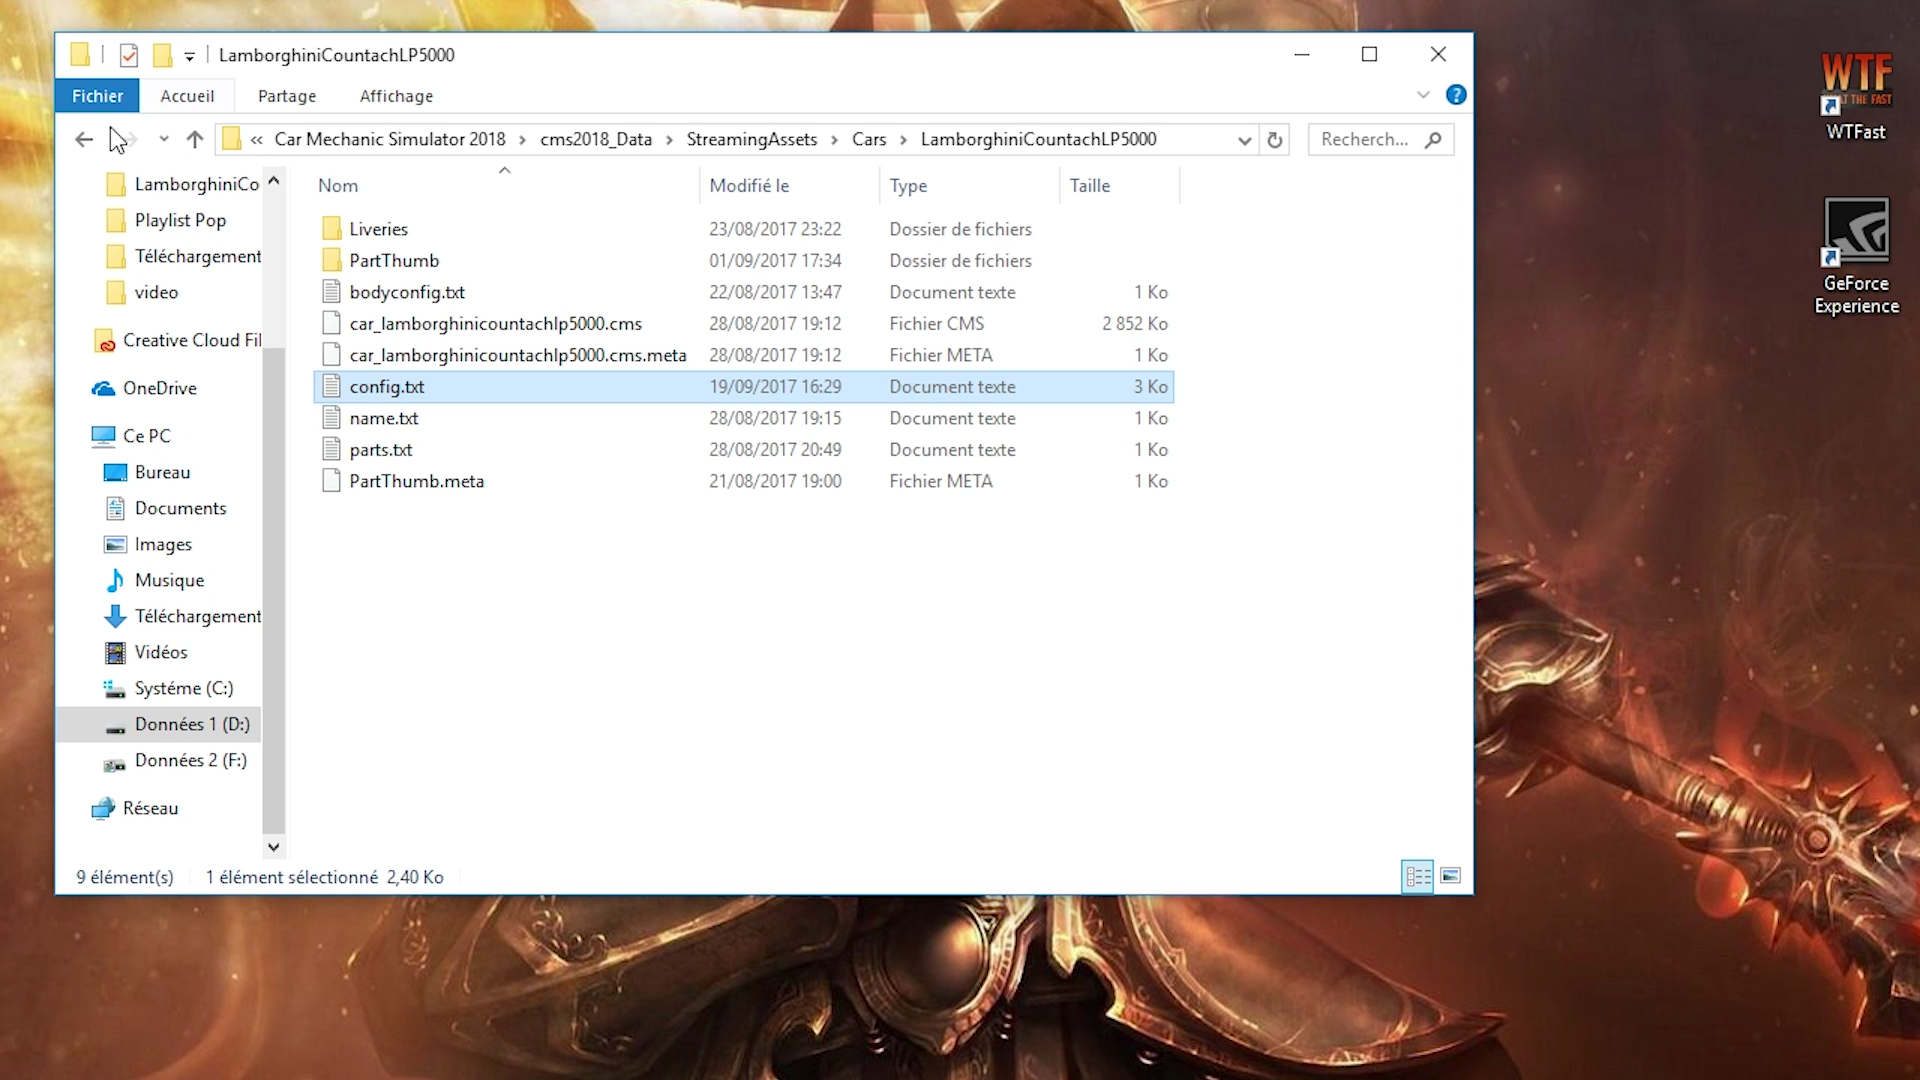 LamborghiniCountachLP5000
Fichier Accueil Partage Affichage
« Car Mechanic Simulator 2018 › cms2018_Data › StreamingAssets › Cars › LamborghiniCountachLP5000
Recherch...
LamborghiniCo
Playlist Pop
Téléchargement
video
Creative Cloud Fil
OneDrive
Ce PC
Bureau
Documents
Images
Musique
Téléchargement
Vidéos
Systéme (C:)
Données 1 (D:)
Données 2 (F:)
Réseau
Nom Modifié le Type Taille
Liveries 23/08/2017 23:22 Dossier de fichiers
PartThumb 01/09/2017 17:34 Dossier de fichiers
bodyconfig.txt 22/08/2017 13:47 Document texte 1 Ko
car_lamborghinicountachlp5000.cms 28/08/2017 19:12 Fichier CMS 2 852 Ko
car_lamborghinicountachlp5000.cms.meta 28/08/2017 19:12 Fichier META 1 Ko
config.txt 19/09/2017 16:29 Document texte 3 Ko
name.txt 28/08/2017 19:15 Document texte 1 Ko
parts.txt 28/08/2017 20:49 Document texte 1 Ko
PartThumb.meta 21/08/2017 19:00 Fichier META 1 Ko
9 élément(s) 1 élément sélectionné 2,40 Ko
WTF
AT THE FAST
WTFast
GeForce
Experience